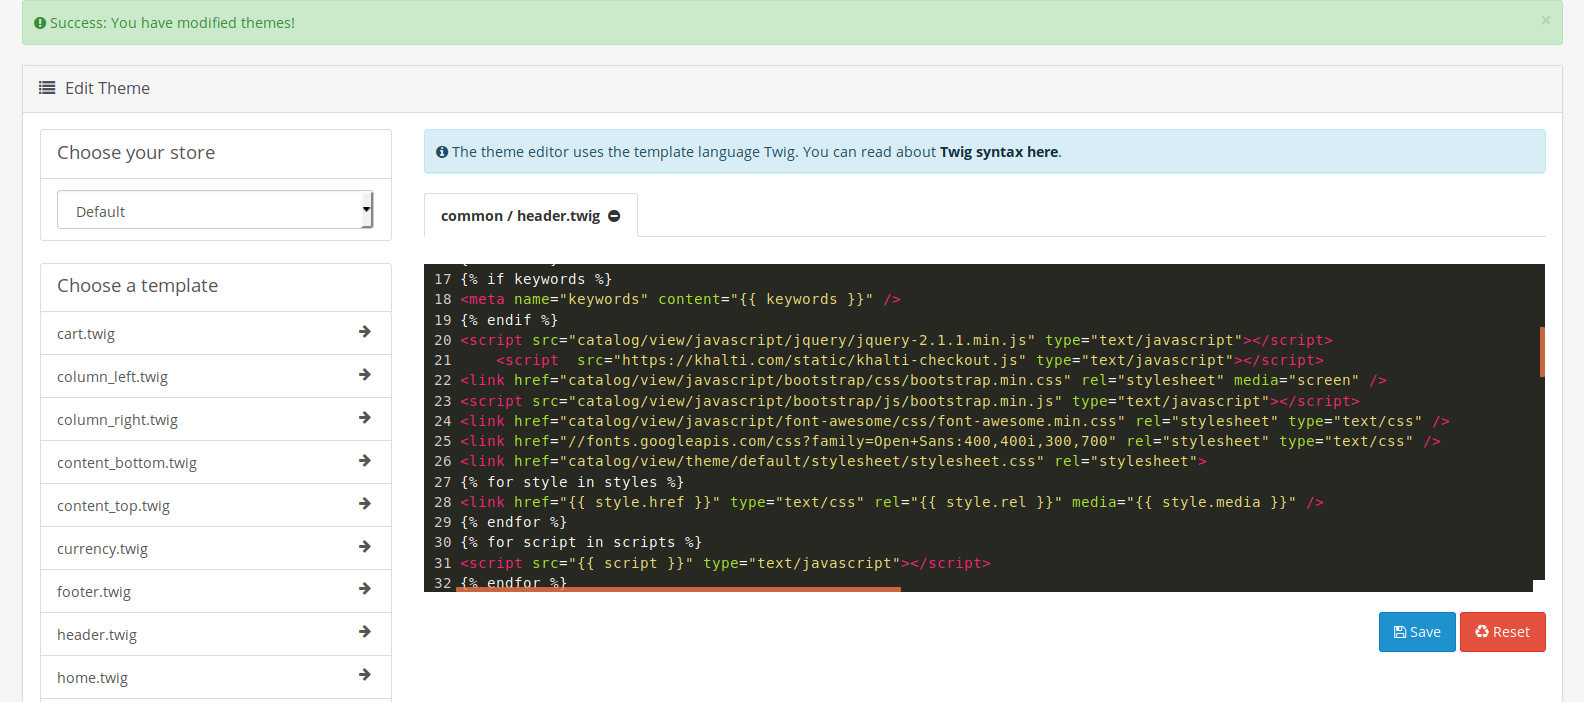 Success: You have modified themes!
×
Edit Theme
Choose your store
Default
Choose a template
cart.twig
column_left.twig
column_right.twig
content_bottom.twig
content_top.twig
currency.twig
footer.twig
header.twig
home.twig
The theme editor uses the template language Twig. You can read about Twig syntax here.
common / header.twig
17 {% if keywords %}
18 <meta name="keywords" content="{{ keywords }}" />
19 {% endif %}
20 <script src="catalog/view/javascript/jquery/jquery-2.1.1.min.js" type="text/javascript"></script>
21     <script  src="https://khalti.com/static/khalti-checkout.js" type="text/javascript"></script>
22 <link href="catalog/view/javascript/bootstrap/css/bootstrap.min.css" rel="stylesheet" media="screen" />
23 <script src="catalog/view/javascript/bootstrap/js/bootstrap.min.js" type="text/javascript"></script>
24 <link href="catalog/view/javascript/font-awesome/css/font-awesome.min.css" rel="stylesheet" type="text/css" />
25 <link href="//fonts.googleapis.com/css?family=Open+Sans:400,400i,300,700" rel="stylesheet" type="text/css" />
26 <link href="catalog/view/theme/default/stylesheet/stylesheet.css" rel="stylesheet">
27 {% for style in styles %}
28 <link href="{{ style.href }}" type="text/css" rel="{{ style.rel }}" media="{{ style.media }}" />
29 {% endfor %}
30 {% for script in scripts %}
31 <script src="{{ script }}" type="text/javascript"></script>
32 {% endfor %}
Save
Reset